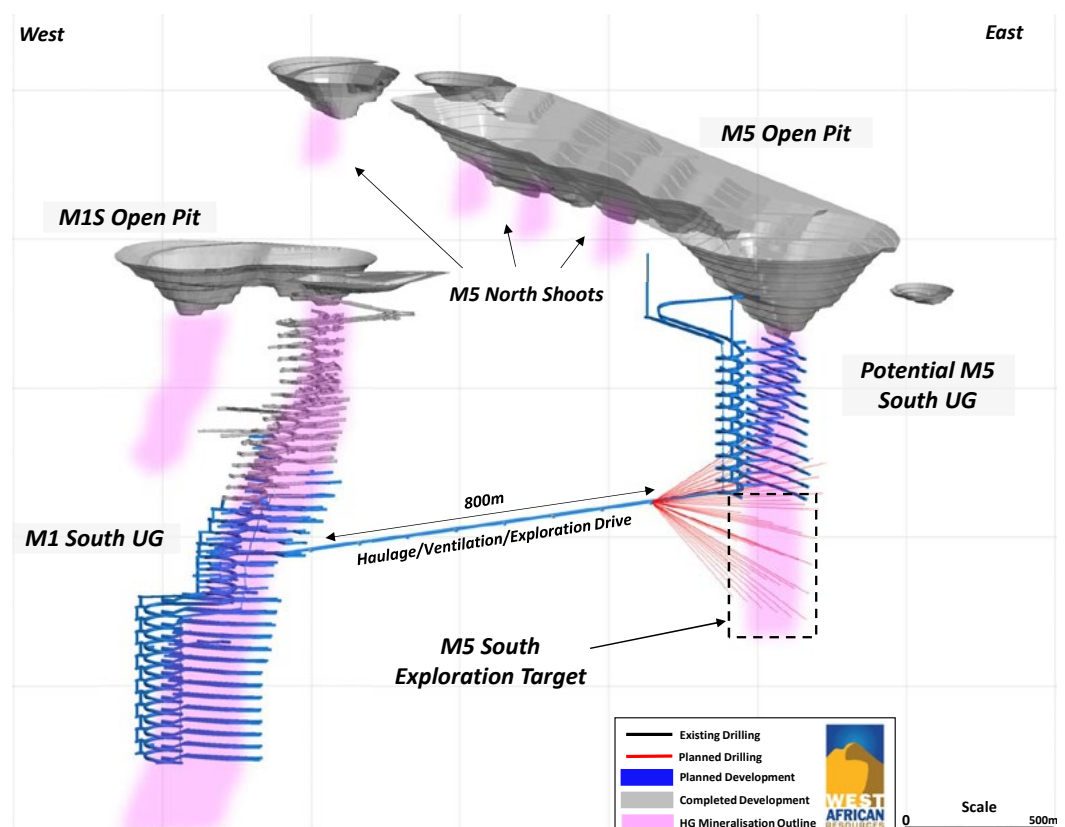 West
East
M5 Open Pit
M1S Open Pit
M5 North Shoots
Potential M5
South UG
800m
Haulage/Ventilation/Exploration Drive
M1 South UG
M5 South
Exploration Target
Existing Drilling
Planned Drilling
Planned Development
Completed Development
HG Mineralisation Outline
WEST
AFRICAN
RESOURCES
Scale
0
500m